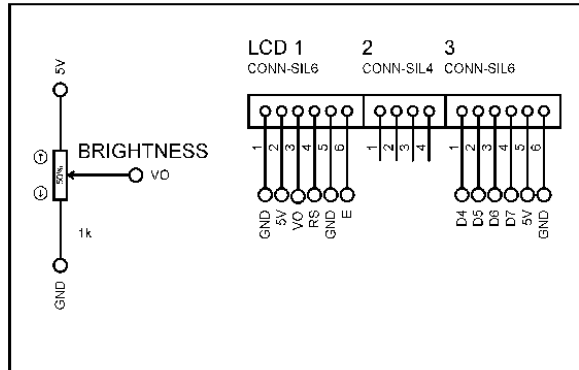 5V
BRIGHTNESS
50%
VO
1k
GND
LCD 1
CONN-SIL6
2
CONN-SIL4
3
CONN-SIL6
1 2 3 4 5 6
1 2 3 4
1 2 3 4 5 6
GND 5V VO RS GND E
D4 D5 D6 D7 5V GND